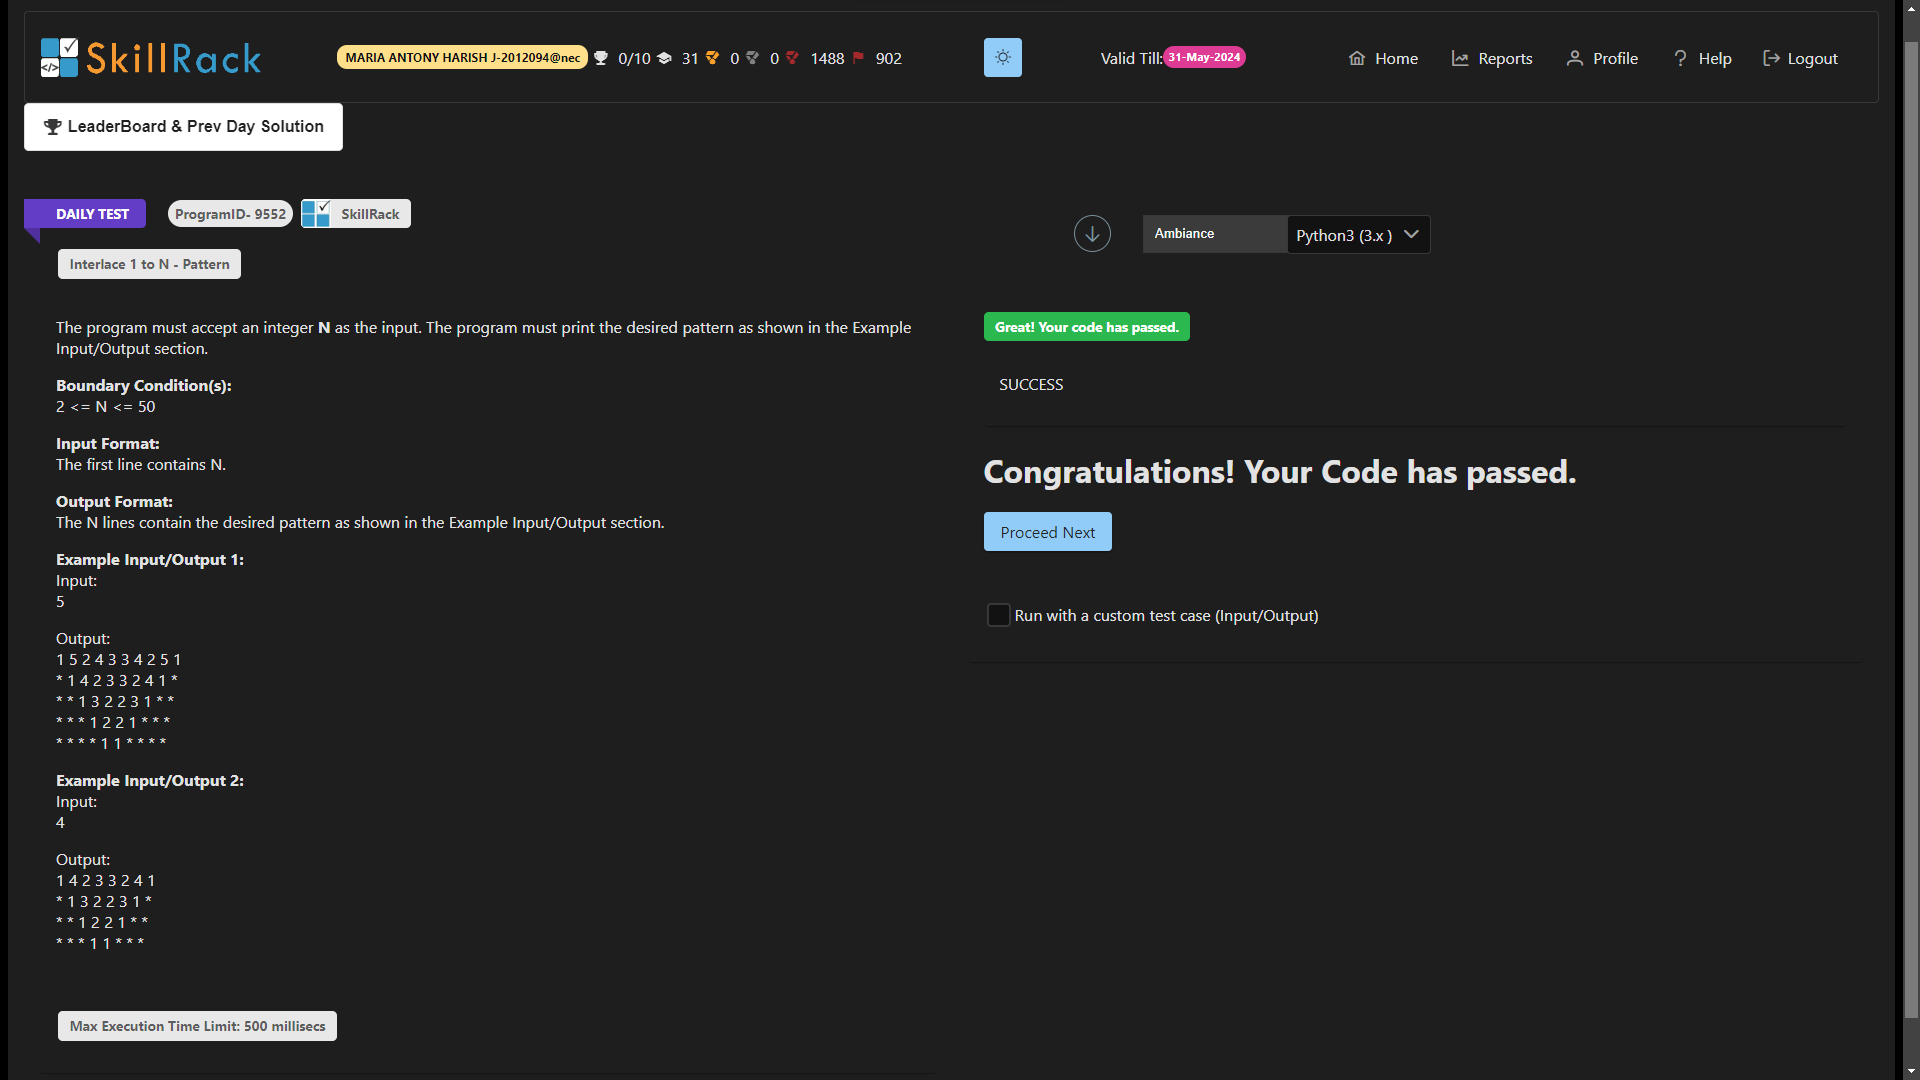 SkillRack
MARIA ANTONY HARISH J-2012094@nec 0/10 31 0 0 1488 902
Valid Till: 31-May-2024
Home Reports Profile ? Help Logout
LeaderBoard & Prev Day Solution
DAILY TEST ProgramID- 9552 SkillRack
Interlace 1 to N - Pattern
The program must accept an integer N as the input. The program must print the desired pattern as shown in the Example
Input/Output section.
Boundary Condition(s):
2 <= N <= 50
Input Format:
The first line contains N.
Output Format:
The N lines contain the desired pattern as shown in the Example Input/Output section.
Example Input/Output 1:
Input:
5
Output:
1 5 2 4 3 3 4 2 5 1
* 1 4 2 3 3 2 4 1 *
* * 1 3 2 2 3 1 * *
* * * 1 2 2 1 * * *
* * * * 1 1 * * * *
Example Input/Output 2:
Input:
4
Output:
1 4 2 3 3 2 4 1
* 1 3 2 2 3 1 *
* * 1 2 2 1 * *
* * * 1 1 * * *
Max Execution Time Limit: 500 millisecs
Ambiance Python3 (3.x )
Great! Your code has passed.
SUCCESS
Congratulations! Your Code has passed.
Proceed Next
Run with a custom test case (Input/Output)